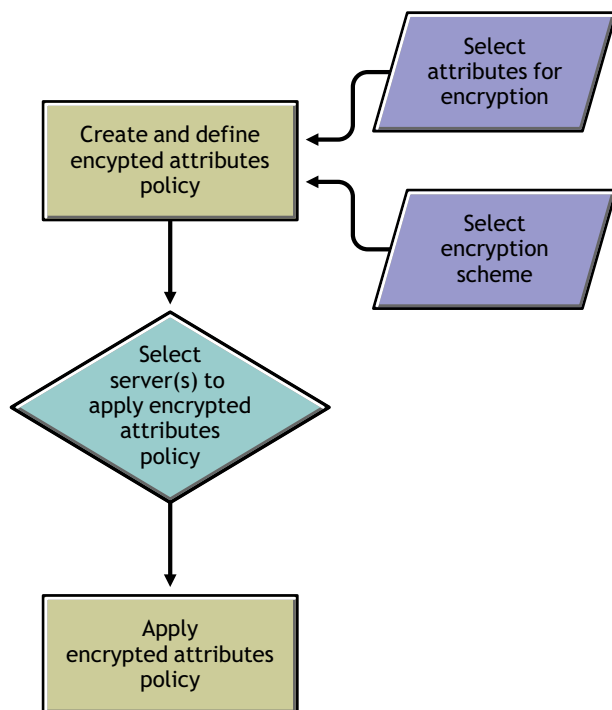 Select
attributes for
encryption
Create and define
encypted attributes
policy
Select
encryption
scheme
Select
server(s) to
apply encrypted
attributes
policy
Apply
encrypted attributes
policy